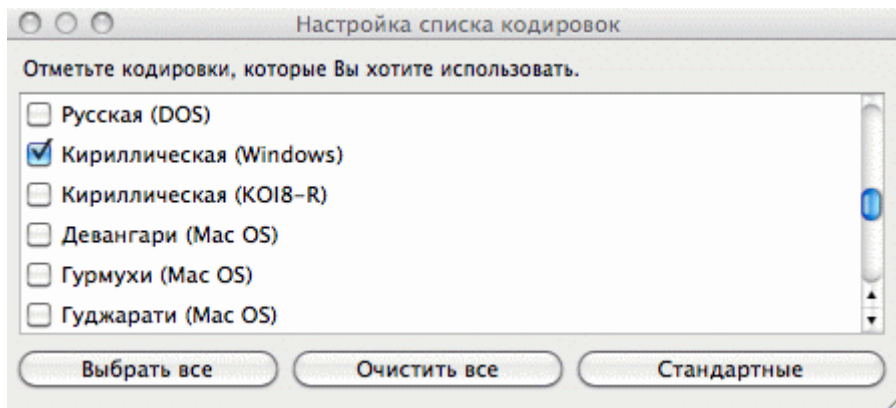 Настройка списка кодировок
Отметьте кодировки, которые Вы хотите использовать.
Русская (DOS)
Кириллическая (Windows)
Кириллическая (KOI8-R)
Девангари (Mac OS)
Гурмухи (Mac OS)
Гуджарати (Mac OS)
Выбрать все
Очистить все
Стандартные